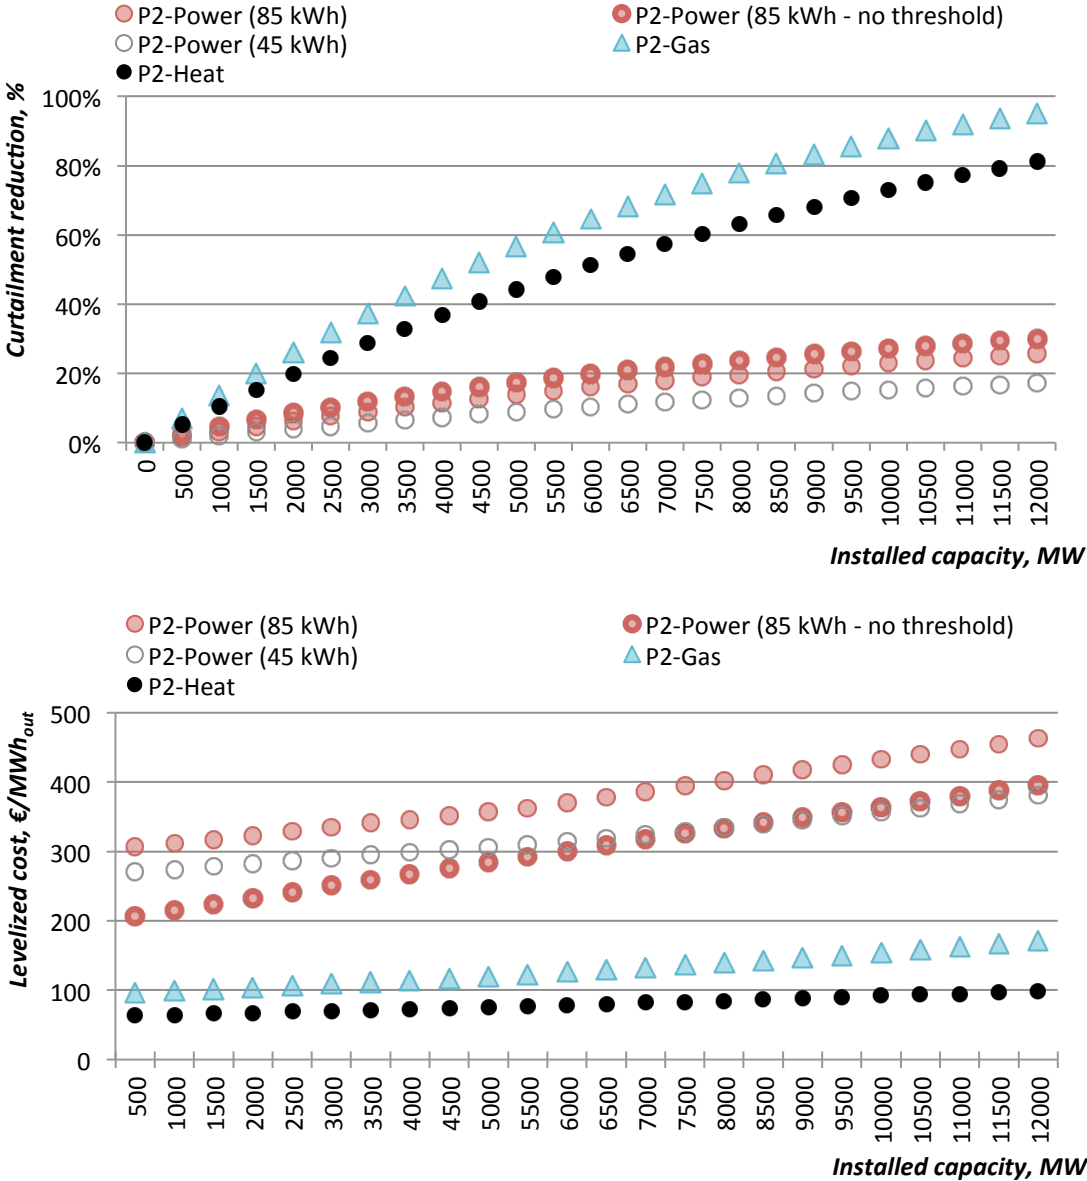 P2-Power (85 kWh) P2-Power (85 kWh - no threshold)
P2-Power (45 kWh) P2-Gas
P2-Heat
Curtailment reduction, %
100%
80%
60%
40%
20%
0%
0 500 1000 1500 2000 2500 3000 3500 4000 4500 5000 5500 6000 6500 7000 7500 8000 8500 9000 9500 10000 10500 11000 11500 12000
Installed capacity, MW
P2-Power (85 kWh) P2-Power (85 kWh - no threshold)
P2-Power (45 kWh) P2-Gas
P2-Heat
Levelized cost, €/MWhout
500
400
300
200
100
0
500 1000 1500 2000 2500 3000 3500 4000 4500 5000 5500 6000 6500 7000 7500 8000 8500 9000 9500 10000 10500 11000 11500 12000
Installed capacity, MW